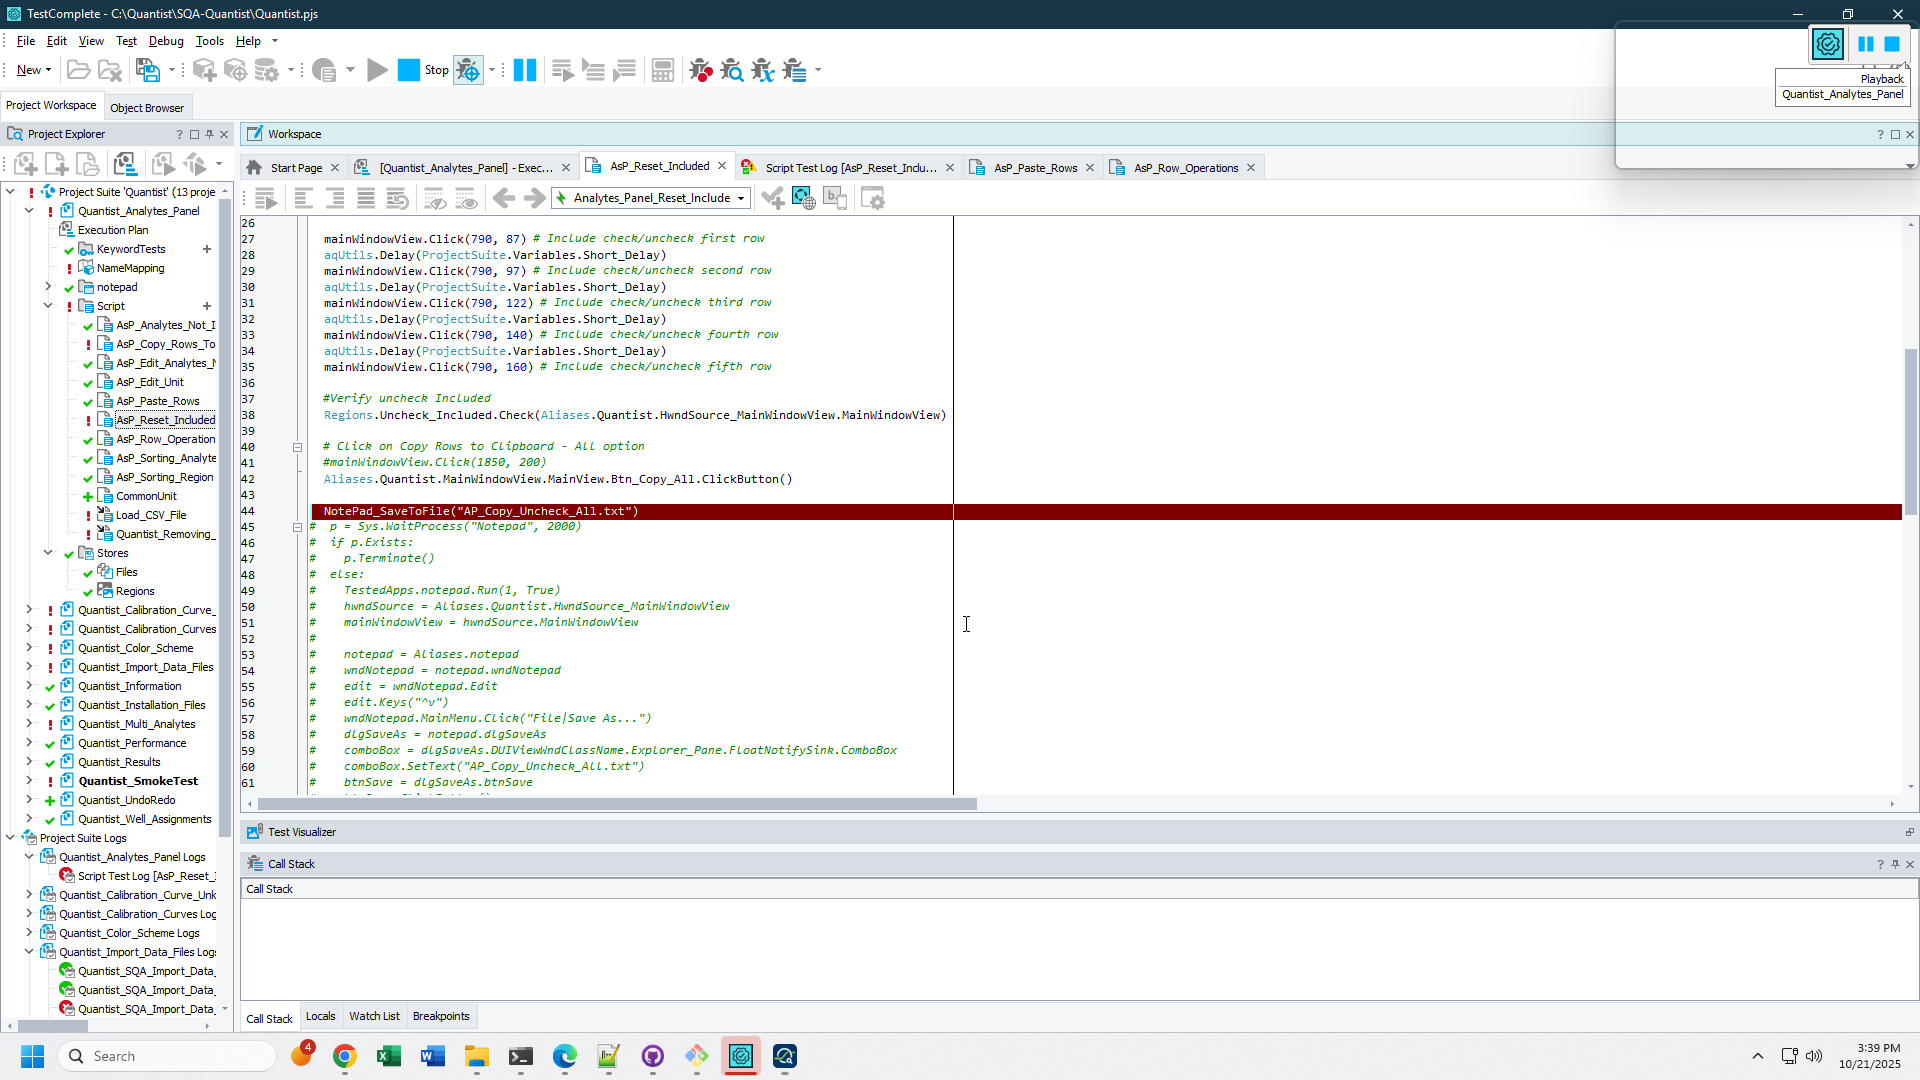 TestComplete - C:\Quantist\SQA-Quantist\Quantist.pjs
File Edit View Test Debug Tools Help
New Stop
Playback
Quantist_Analytes_Panel
Project Workspace Object Browser
Project Explorer
Workspace
Start Page [Quantist_Analytes_Panel] - Exec... AsP_Reset_Included Script Test Log [AsP_Reset_Inclu... AsP_Paste_Rows AsP_Row_Operations
Analytes_Panel_Reset_Include
Project Suite 'Quantist' (13 proje
Quantist_Analytes_Panel
Execution Plan
KeywordTests
NameMapping
notepad
Script
AsP_Analytes_Not_I
AsP_Copy_Rows_To
AsP_Edit_Analytes_N
AsP_Edit_Unit
AsP_Paste_Rows
AsP_Reset_Included
AsP_Row_Operation
AsP_Sorting_Analyte
AsP_Sorting_Region
CommonUnit
Load_CSV_File
Quantist_Removing_
Stores
Files
Regions
Quantist_Calibration_Curve_
Quantist_Calibration_Curves
Quantist_Color_Scheme
Quantist_Import_Data_Files
Quantist_Information
Quantist_Installation_Files
Quantist_Multi_Analytes
Quantist_Performance
Quantist_Results
Quantist_SmokeTest
Quantist_UndoRedo
Quantist_Well_Assignments
Project Suite Logs
Quantist_Analytes_Panel Logs
Script Test Log [AsP_Reset_I
Quantist_Calibration_Curve_Unk
Quantist_Calibration_Curves Log
Quantist_Color_Scheme Logs
Quantist_Import_Data_Files Logs
Quantist_SQA_Import_Data_
Quantist_SQA_Import_Data_
Quantist_SQA_Import_Data_
26
27 mainWindowView.Click(790, 87) # Include check/uncheck first row
28 aqUtils.Delay(ProjectSuite.Variables.Short_Delay)
29 mainWindowView.Click(790, 97) # Include check/uncheck second row
30 aqUtils.Delay(ProjectSuite.Variables.Short_Delay)
31 mainWindowView.Click(790, 122) # Include check/uncheck third row
32 aqUtils.Delay(ProjectSuite.Variables.Short_Delay)
33 mainWindowView.Click(790, 140) # Include check/uncheck fourth row
34 aqUtils.Delay(ProjectSuite.Variables.Short_Delay)
35 mainWindowView.Click(790, 160) # Include check/uncheck fifth row
36
37 #Verify uncheck Included
38 Regions.Uncheck_Included.Check(Aliases.Quantist.HwndSource_MainWindowView.MainWindowView)
39
40 # Click on Copy Rows to Clipboard - All option
41 #mainWindowView.Click(1850, 200)
42 Aliases.Quantist.MainWindowView.MainView.Btn_Copy_All.ClickButton()
43
44 NotePad_SaveToFile("AP_Copy_Uncheck_All.txt")
45 # p = Sys.WaitProcess("Notepad", 2000)
46 # if p.Exists:
47 # p.Terminate()
48 # else:
49 # TestedApps.notepad.Run(1, True)
50 # hwndSource = Aliases.Quantist.HwndSource_MainWindowView
51 # mainWindowView = hwndSource.MainWindowView
52 #
53 # notepad = Aliases.notepad
54 # wndNotepad = notepad.wndNotepad
55 # edit = wndNotepad.Edit
56 # edit.Keys("^v")
57 # wndNotepad.MainMenu.Click("File|Save As...")
58 # dlgSaveAs = notepad.dlgSaveAs
59 # comboBox = dlgSaveAs.DUIViewWndClassName.Explorer_Pane.FloatNotifySink.ComboBox
60 # comboBox.SetText("AP_Copy_Uncheck_All.txt")
61 # btnSave = dlgSaveAs.btnSave
Test Visualizer
Call Stack
Call Stack
Call Stack Locals Watch List Breakpoints
Search
4
3:39 PM
10/21/2025